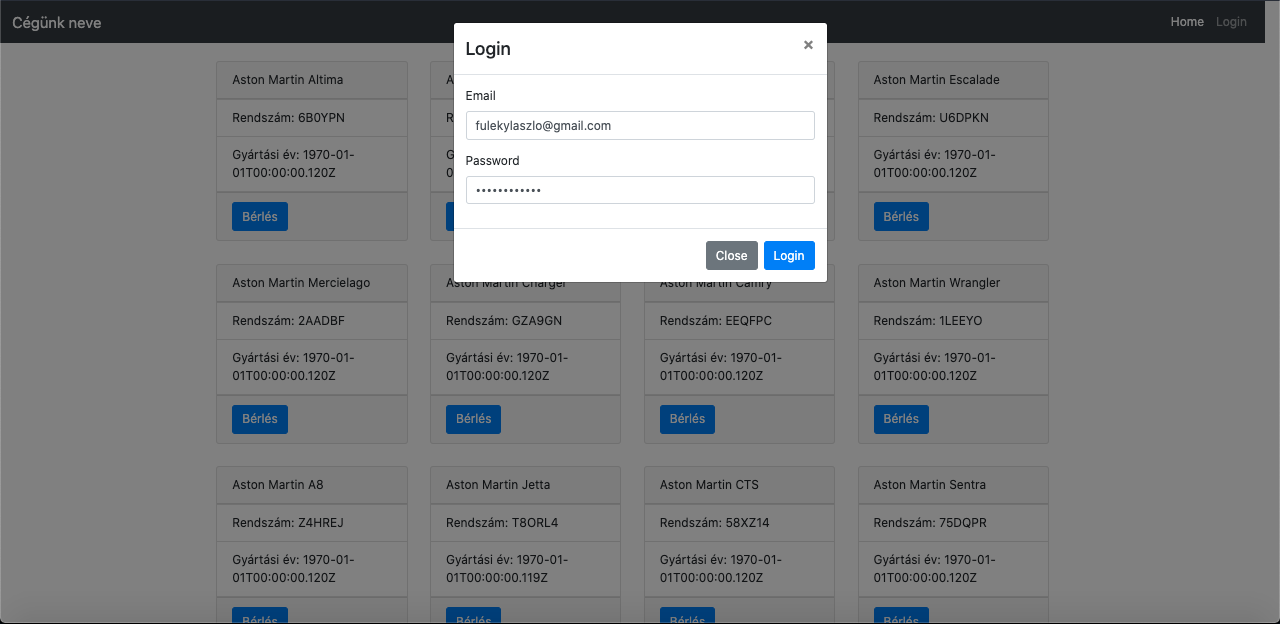 Cégünk neve
Home
Login
Login
×
Email
fulekylaszlo@gmail.com
Password
••••••••••••
Close
Login
Aston Martin Altima
Rendszám: 6B0YPN
Gyártási év: 1970-01-
01T00:00:00.120Z
Bérlés
Aston Martin Escalade
Rendszám: U6DPKN
Gyártási év: 1970-01-
01T00:00:00.120Z
Bérlés
Aston Martin Mercielago
Rendszám: 2AADBF
Gyártási év: 1970-01-
01T00:00:00.120Z
Bérlés
Aston Martin Charger
Rendszám: GZA9GN
Gyártási év: 1970-01-
01T00:00:00.120Z
Bérlés
Aston Martin Camry
Rendszám: EEQFPC
Gyártási év: 1970-01-
01T00:00:00.120Z
Bérlés
Aston Martin Wrangler
Rendszám: 1LEEYO
Gyártási év: 1970-01-
01T00:00:00.120Z
Bérlés
Aston Martin A8
Rendszám: Z4HREJ
Gyártási év: 1970-01-
01T00:00:00.120Z
Bérlés
Aston Martin Jetta
Rendszám: T8ORL4
Gyártási év: 1970-01-
01T00:00:00.119Z
Bérlés
Aston Martin CTS
Rendszám: 58XZ14
Gyártási év: 1970-01-
01T00:00:00.120Z
Bérlés
Aston Martin Sentra
Rendszám: 75DQPR
Gyártási év: 1970-01-
01T00:00:00.120Z
Bérlés